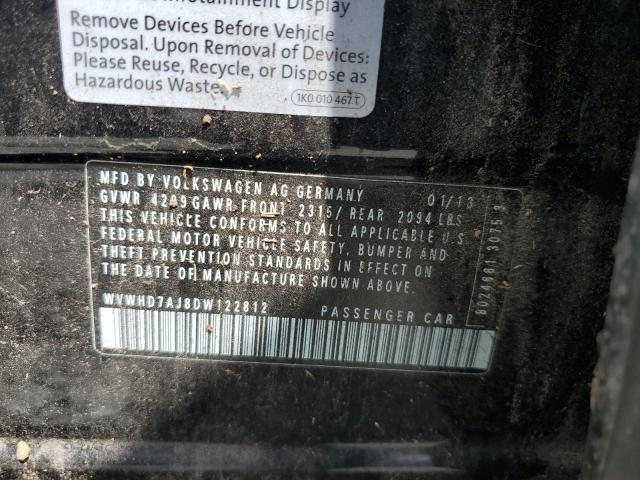 Infotainment Display
Remove Devices Before Vehicle
Disposal. Upon Removal of Devices:
Please Reuse, Recycle, or Dispose as
Hazardous Waste.
1K0 010 467 T
MFD BY VOLKSWAGEN AG GERMANY 01/13
GVWR 4249 GAWR FRONT 2315/ REAR 2094 LBS
THIS VEHICLE CONFORMS TO ALL APPLICABLE U S
FEDERAL MOTOR VEHICLE SAFETY, BUMPER AND
THEFT PREVENTION STANDARDS IN EFFECT ON
THE DATE OF MANUFACTURE SHOWN ABOVE.
WVWHD7AJ8DW122812 PASSENGER CAR